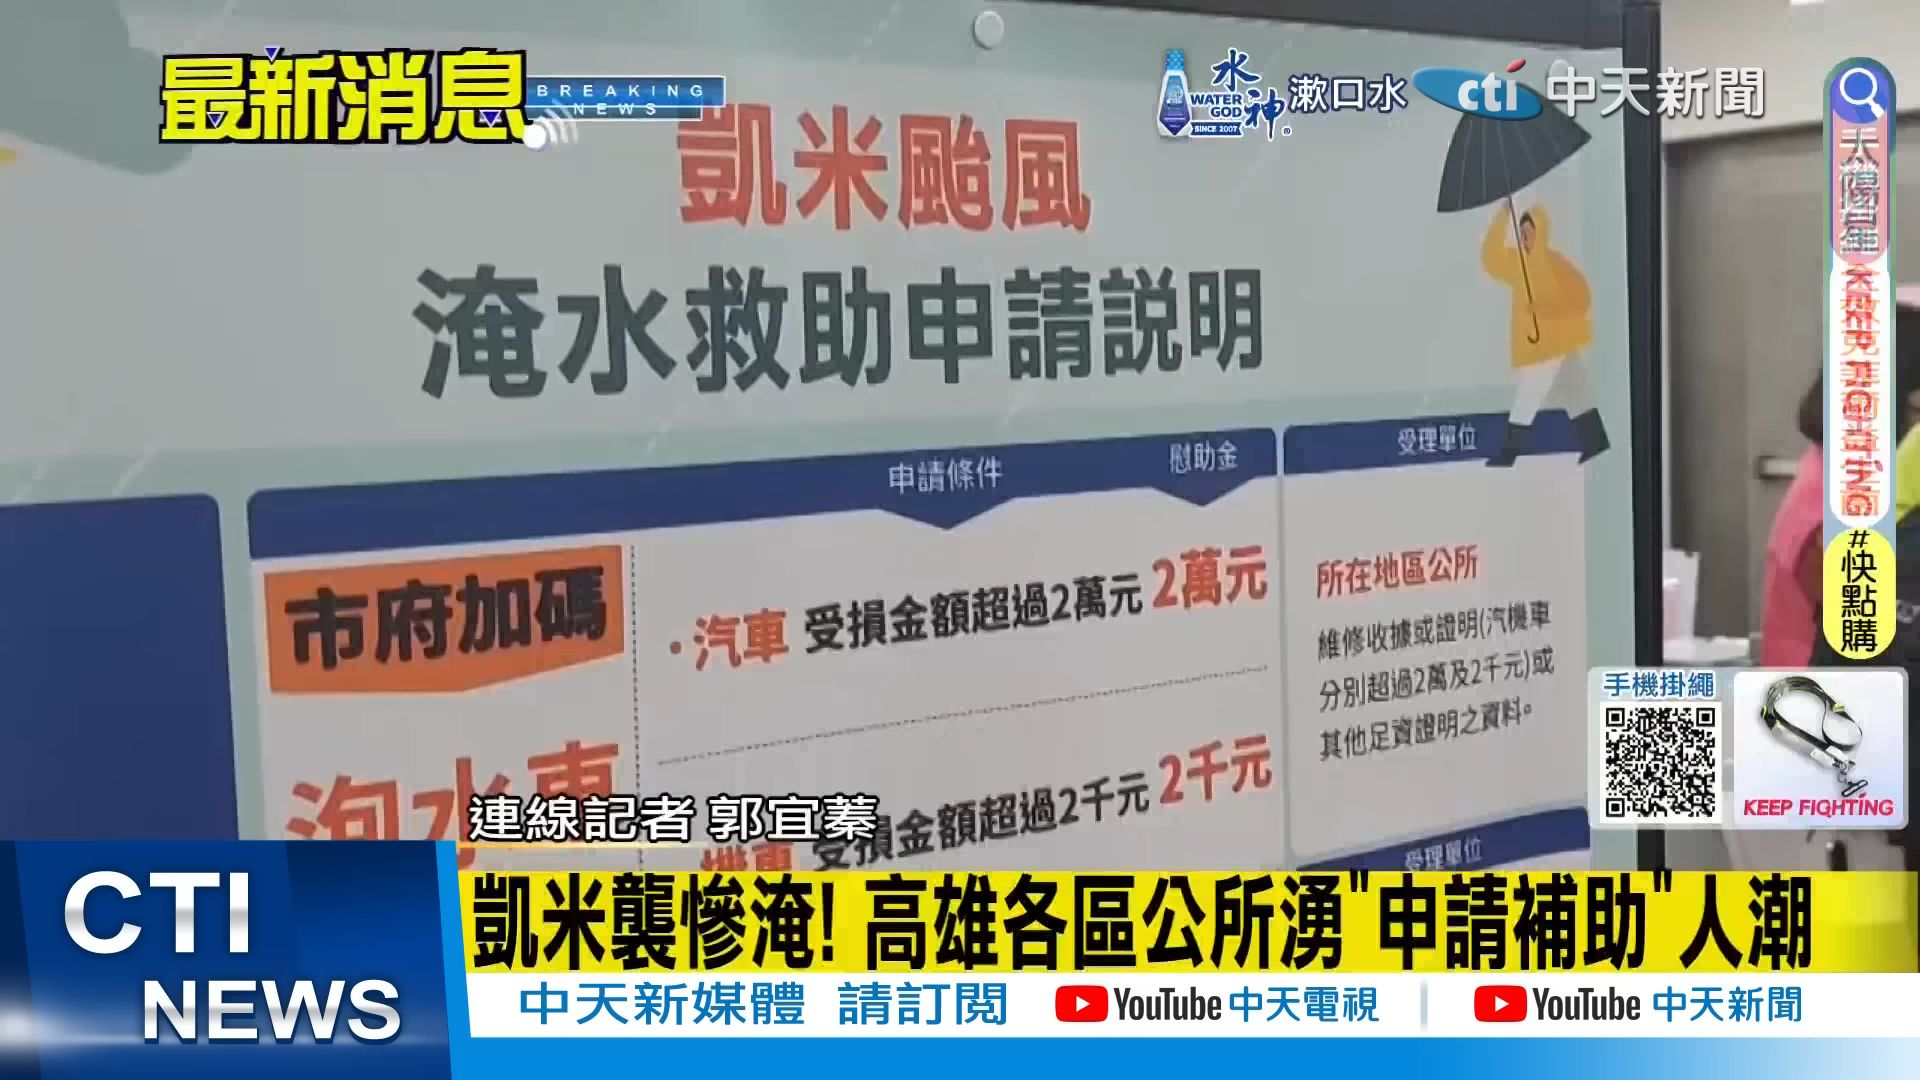 最新消息
BREAKING
NEWS
水神
WATER
GOD
SINCE 2007
漱口水
cti 中天新聞
凱米颱風
淹水救助申請說明
申請條件
慰助金
受理單位
市府加碼
泡水車
·汽車 受損金額超過2萬元 2萬元
機車 受損金額超過2千元 2千元
所在地區公所
維修收據或證明(汽機車
分別超過2萬及2千元)或
其他足資證明之資料。
受理單位
#快點購
手機掛繩
KEEP FIGHTING
連線記者 郭宜蓁
CTI
NEWS
凱米襲慘淹! 高雄各區公所湧"申請補助"人潮
中天新媒體 請訂閱 YouTube 中天電視 | YouTube 中天新聞